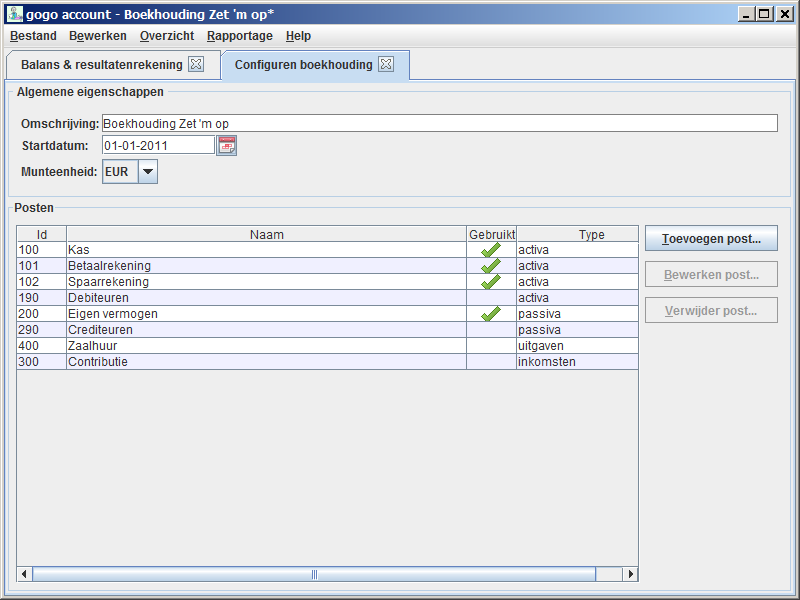 gogo account - Boekhouding Zet 'm op*
Bestand Bewerken Overzicht Rapportage Help
Balans & resultatenrekening Configuren boekhouding
Algemene eigenschappen
Omschrijving: Boekhouding Zet 'm op
Startdatum: 01-01-2011
Munteenheid: EUR
Posten
Id Naam Gebruikt Type
100 Kas activa
101 Betaalrekening activa
102 Spaarrekening activa
190 Debiteuren activa
200 Eigen vermogen passiva
290 Crediteuren passiva
400 Zaalhuur uitgaven
300 Contributie inkomsten
Toevoegen post...
Bewerken post...
Verwijder post...